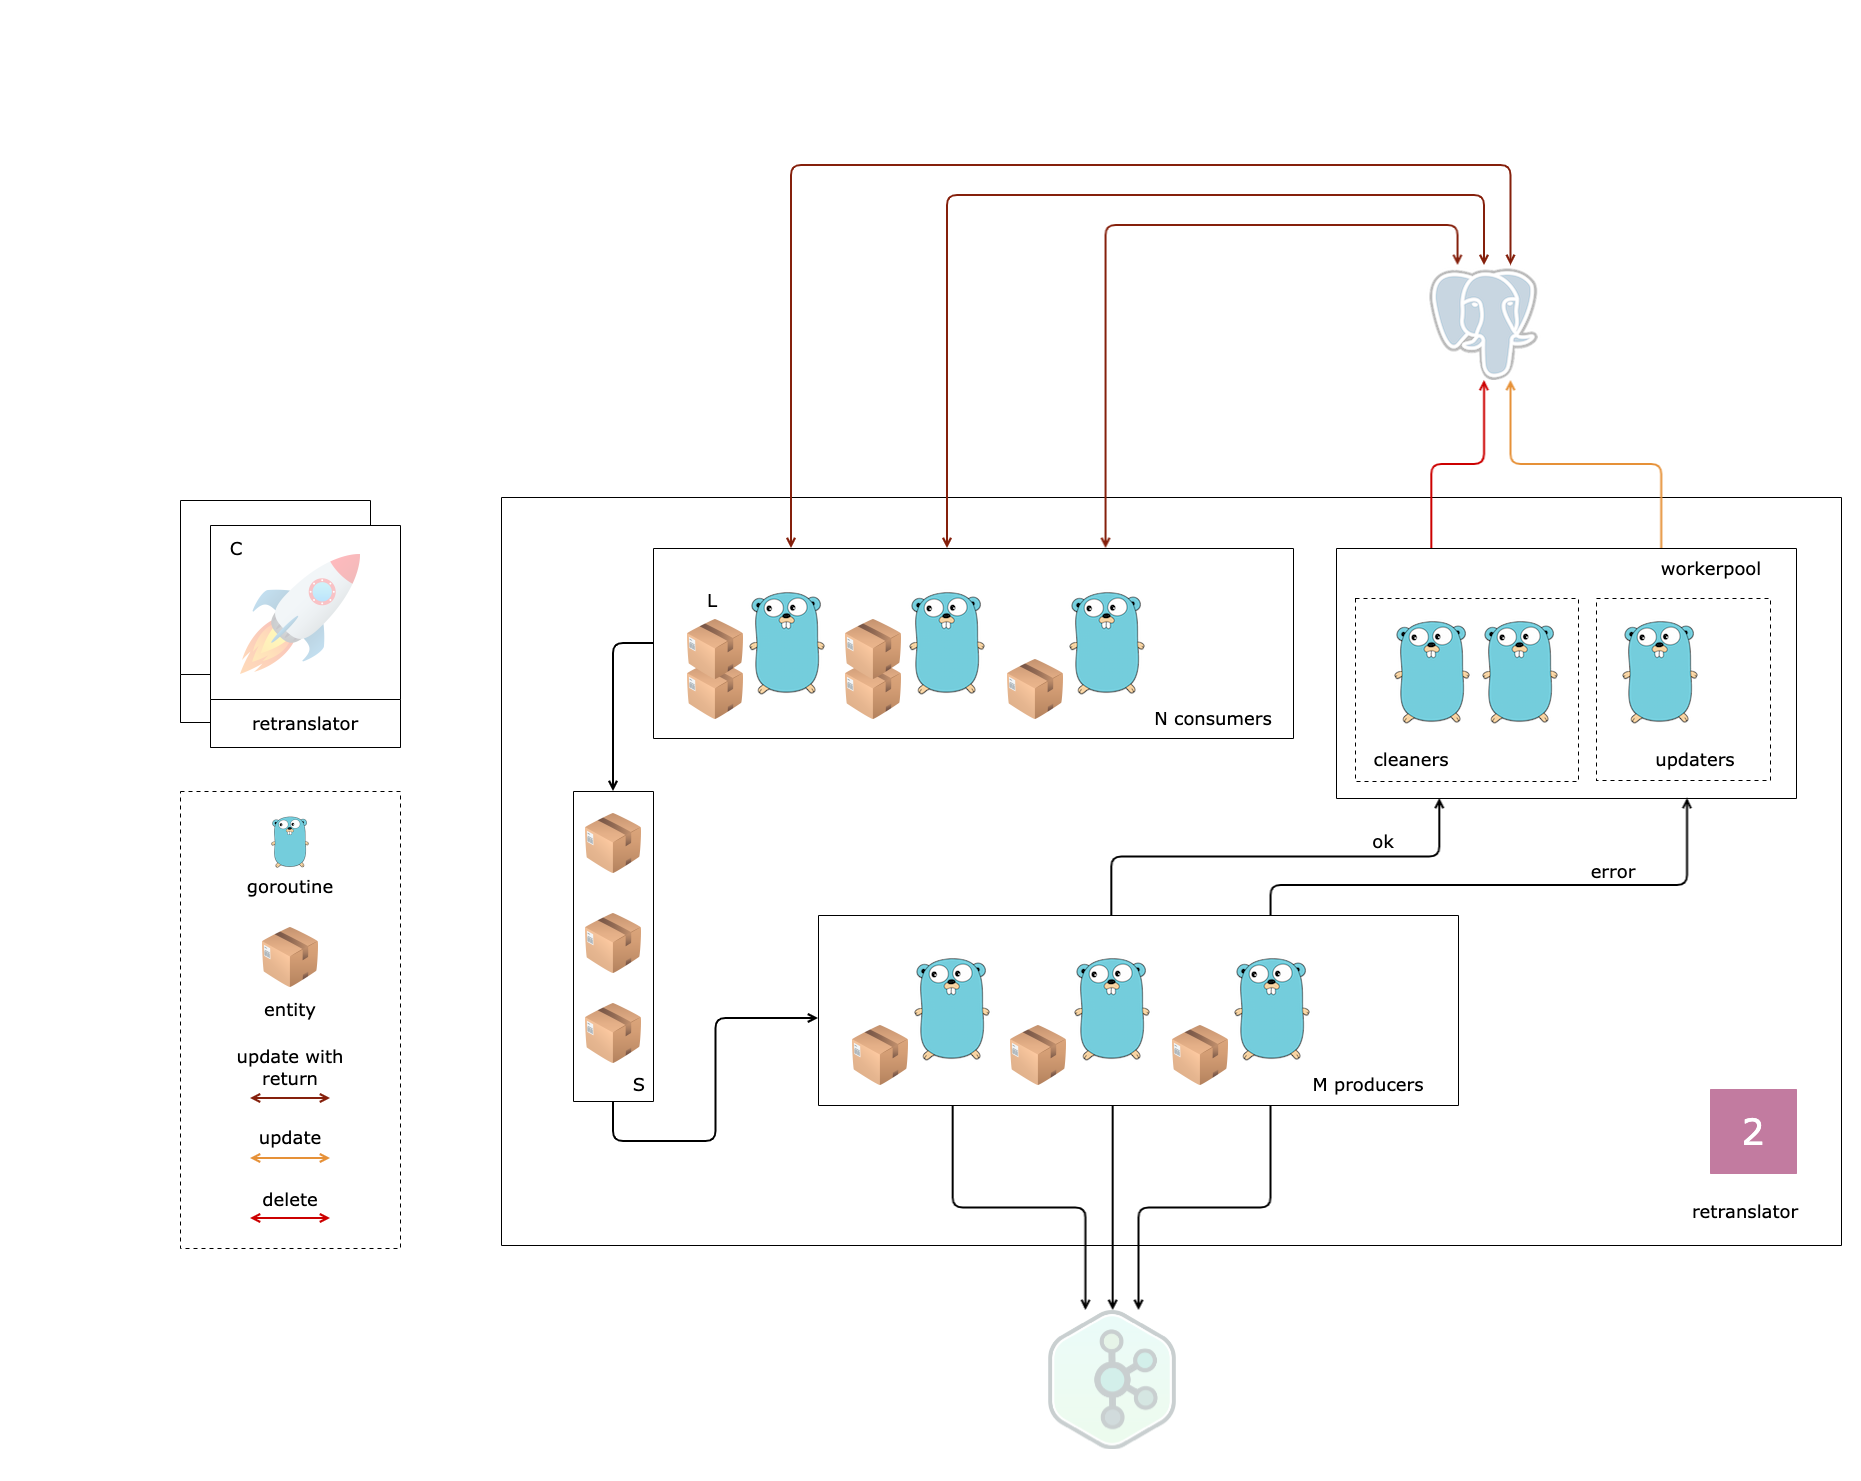 C
retranslator
goroutine
entity
update with
return
update
delete
L
N consumers
workerpool
cleaners
updaters
ok
error
S
M producers
2
retranslator